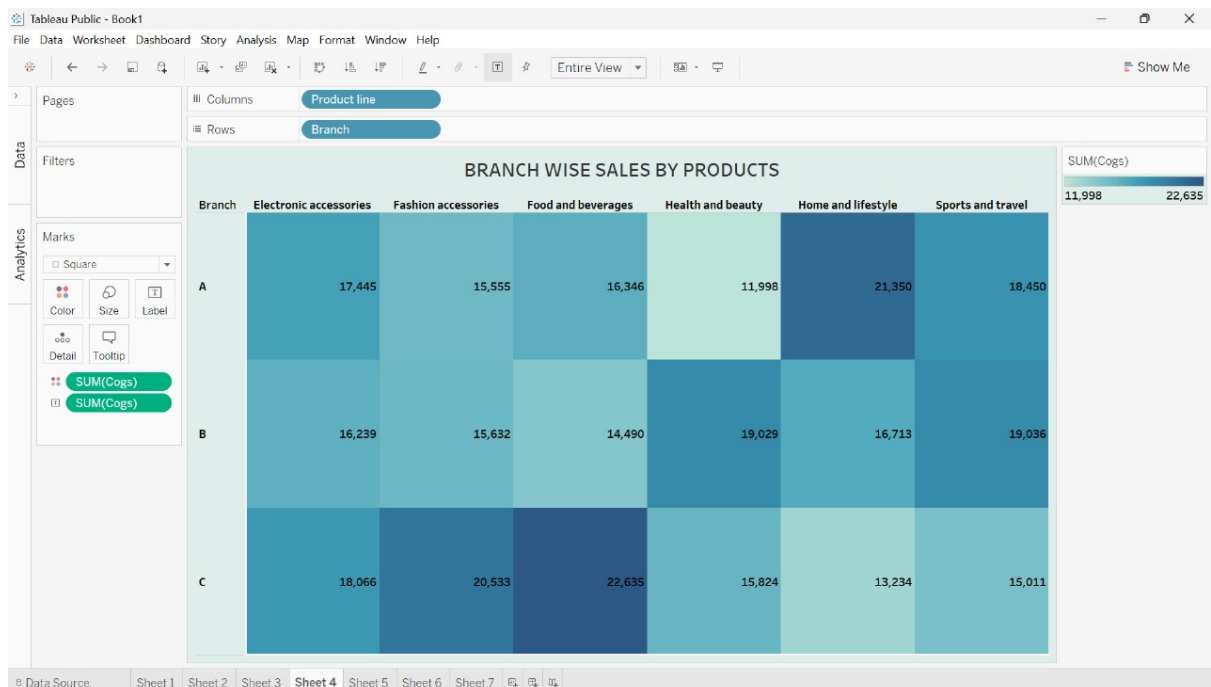 Tableau Public - Book1
File Data Worksheet Dashboard Story Analysis Map Format Window Help
Entire View
Show Me
Pages
Columns
Product line
Rows
Branch
Data
Filters
BRANCH WISE SALES BY PRODUCTS
SUM(Cogs)
11,998 22,635
Branch Electronic accessories Fashion accessories Food and beverages Health and beauty Home and lifestyle Sports and travel
Analytics
Marks
Square
Color Size Label
Detail Tooltip
SUM(Cogs)
SUM(Cogs)
A 17,445 15,555 16,346 11,998 21,350 18,450
B 16,239 15,632 14,490 19,029 16,713 19,036
C 18,066 20,533 22,635 15,824 13,234 15,011
Data Source Sheet 1 Sheet 2 Sheet 3 Sheet 4 Sheet 5 Sheet 6 Sheet 7